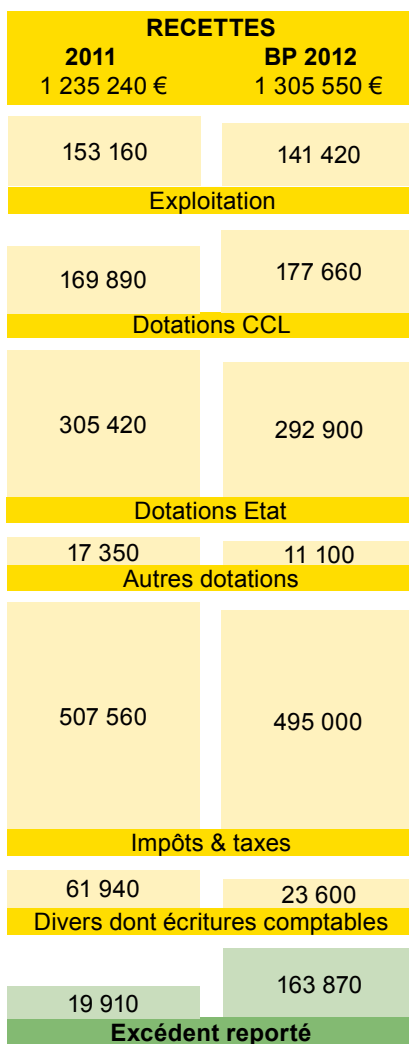 RECETTES
2011 BP 2012
1 235 240 € 1 305 550 €
153 160 141 420
Exploitation
169 890 177 660
Dotations CCL
305 420 292 900
Dotations Etat
17 350 11 100
Autres dotations
507 560 495 000
Impôts & taxes
61 940 23 600
Divers dont écritures comptables
19 910 163 870
Excédent reporté